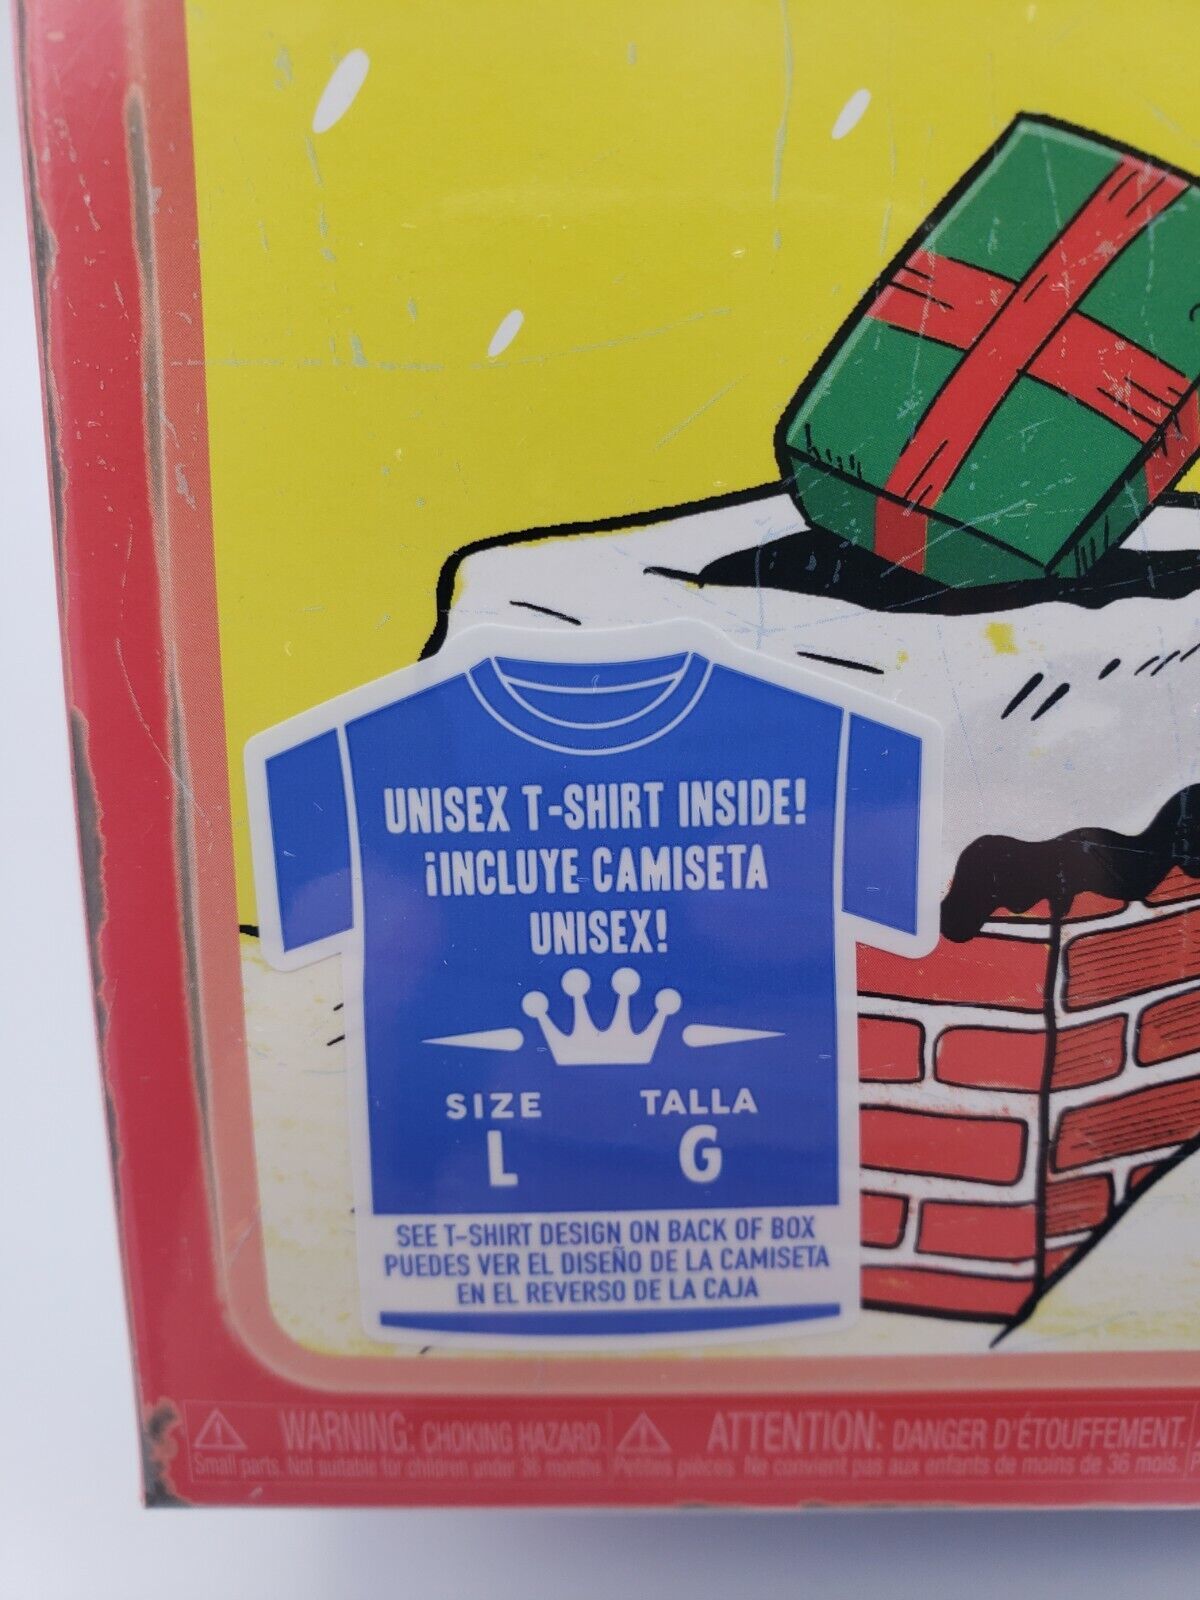 UNISEX T-SHIRT INSIDE!
¡INCLUYE CAMISETA
UNISEX!
SIZE TALLA
L G
SEE T-SHIRT DESIGN ON BACK OF BOX
PUEDES VER EL DISEÑO DE LA CAMISETA
EN EL REVERSO DE LA CAJA
WARNING: CHOKING HAZARD.
Small parts. Not suitable for children under 36 months.
ATTENTION: DANGER D'ÉTOUFFEMENT.
Petites pièces. Ne convient pas aux enfants de moins de 36 mois.